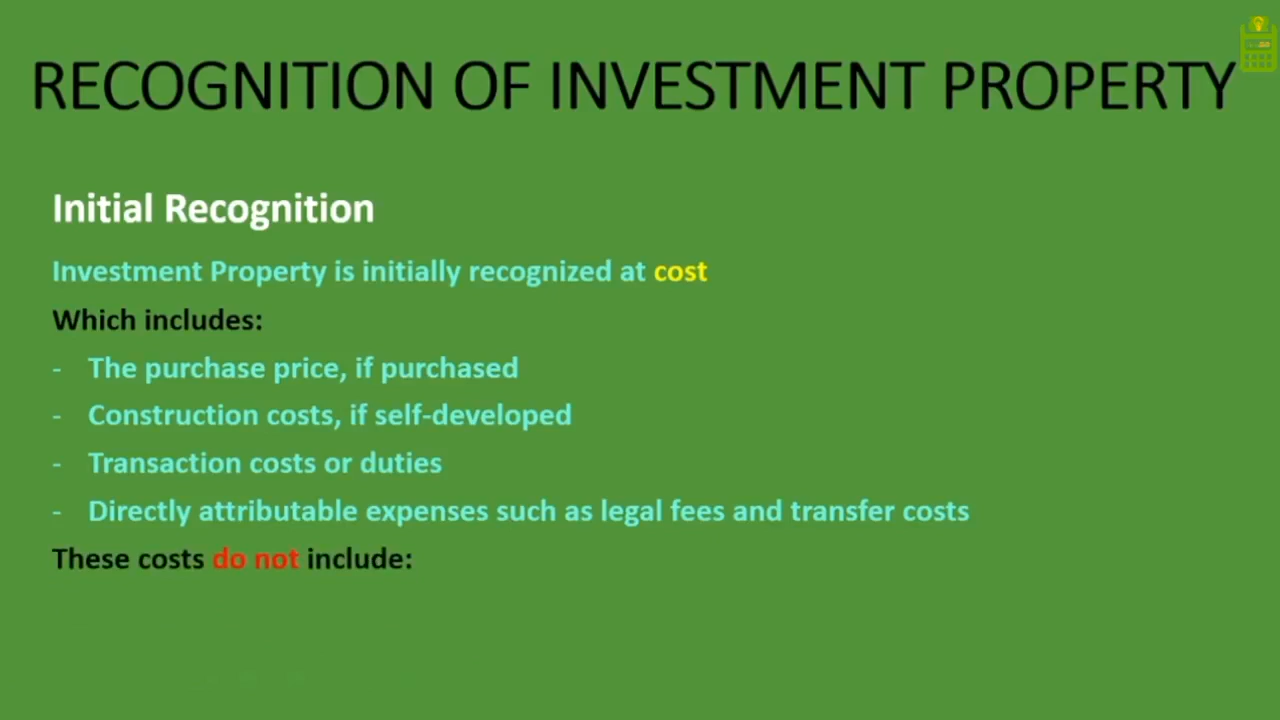 RECOGNITION OF INVESTMENT PROPERTY
Initial Recognition
Investment Property is initially recognized at cost
Which includes:
- The purchase price, if purchased
- Construction costs, if self-developed
- Transaction costs or duties
- Directly attributable expenses such as legal fees and transfer costs
These costs do not include: